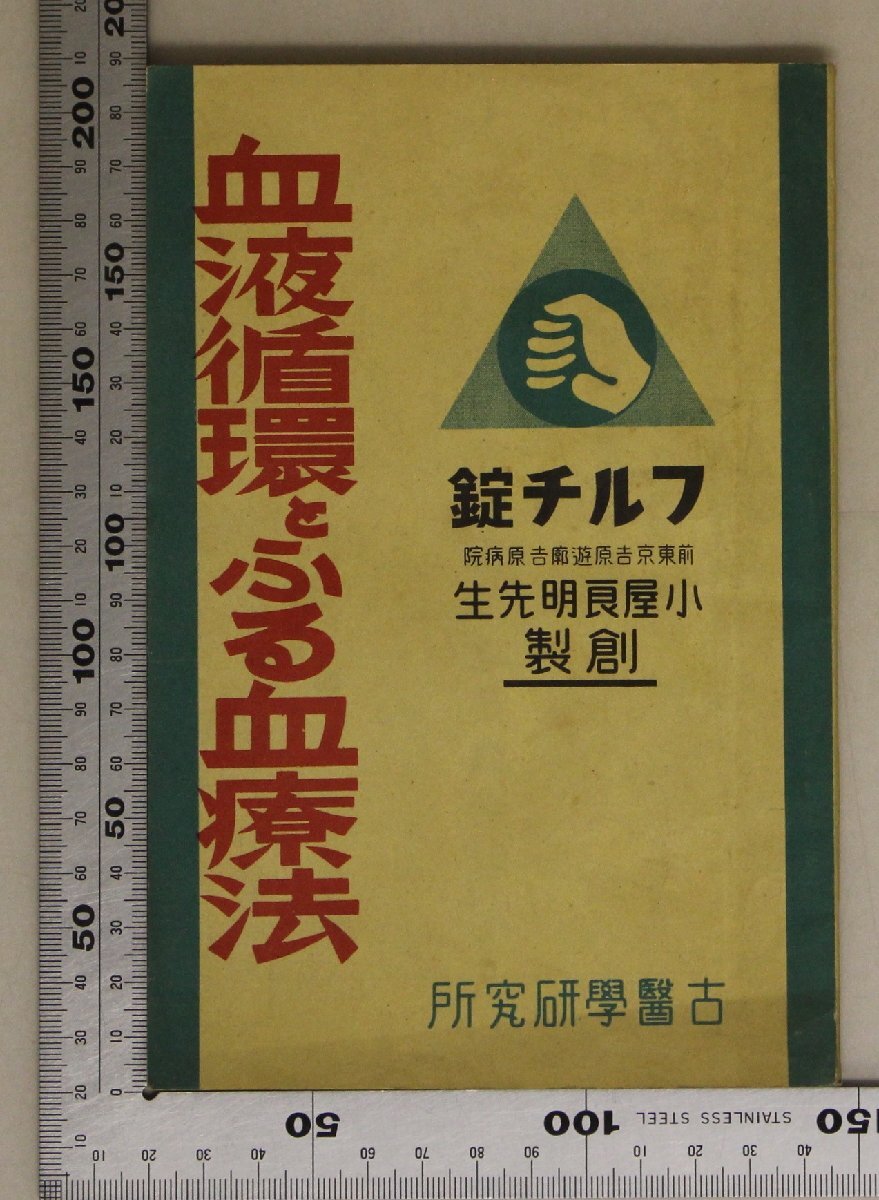 血液循環とふる血療法
フルチ錠
前東京吉原遊廓吉原病院
小屋良明先生
創製
古醫學研究所
STAINLESS STEEL